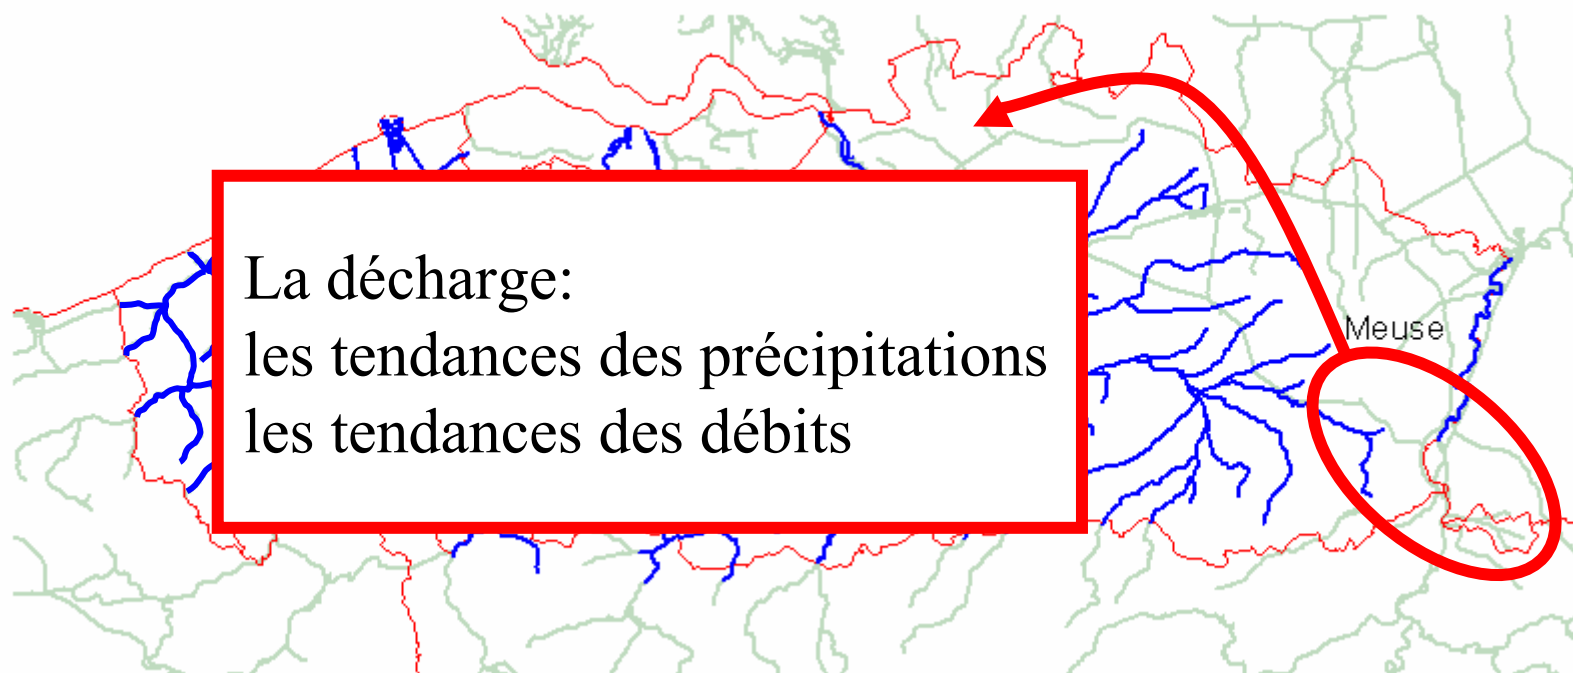 La décharge:
les tendances des précipitations
les tendances des débits
Meuse